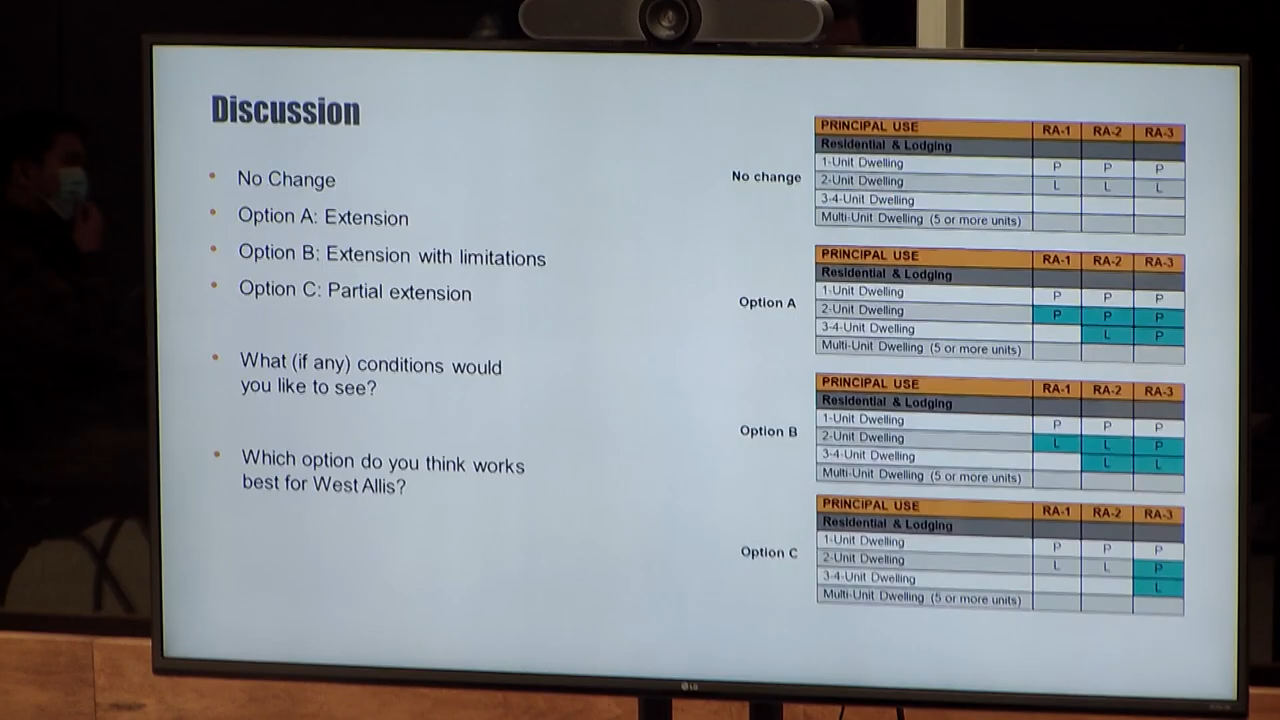 Discussion
• No Change
• Option A: Extension
• Option B: Extension with limitations
• Option C: Partial extension
• What (if any) conditions would
you like to see?
• Which option do you think works
best for West Allis?
No change
PRINCIPAL USE RA-1 RA-2 RA-3
Residential & Lodging
1-Unit Dwelling P P P
2-Unit Dwelling L L L
3-4-Unit Dwelling
Multi-Unit Dwelling (5 or more units)
Option A
PRINCIPAL USE RA-1 RA-2 RA-3
Residential & Lodging
1-Unit Dwelling P P P
2-Unit Dwelling P P P
3-4-Unit Dwelling L P
Multi-Unit Dwelling (5 or more units)
Option B
PRINCIPAL USE RA-1 RA-2 RA-3
Residential & Lodging
1-Unit Dwelling P P P
2-Unit Dwelling L L P
3-4-Unit Dwelling L L
Multi-Unit Dwelling (5 or more units)
Option C
PRINCIPAL USE RA-1 RA-2 RA-3
Residential & Lodging
1-Unit Dwelling P P P
2-Unit Dwelling L L P
3-4-Unit Dwelling L
Multi-Unit Dwelling (5 or more units)
LG